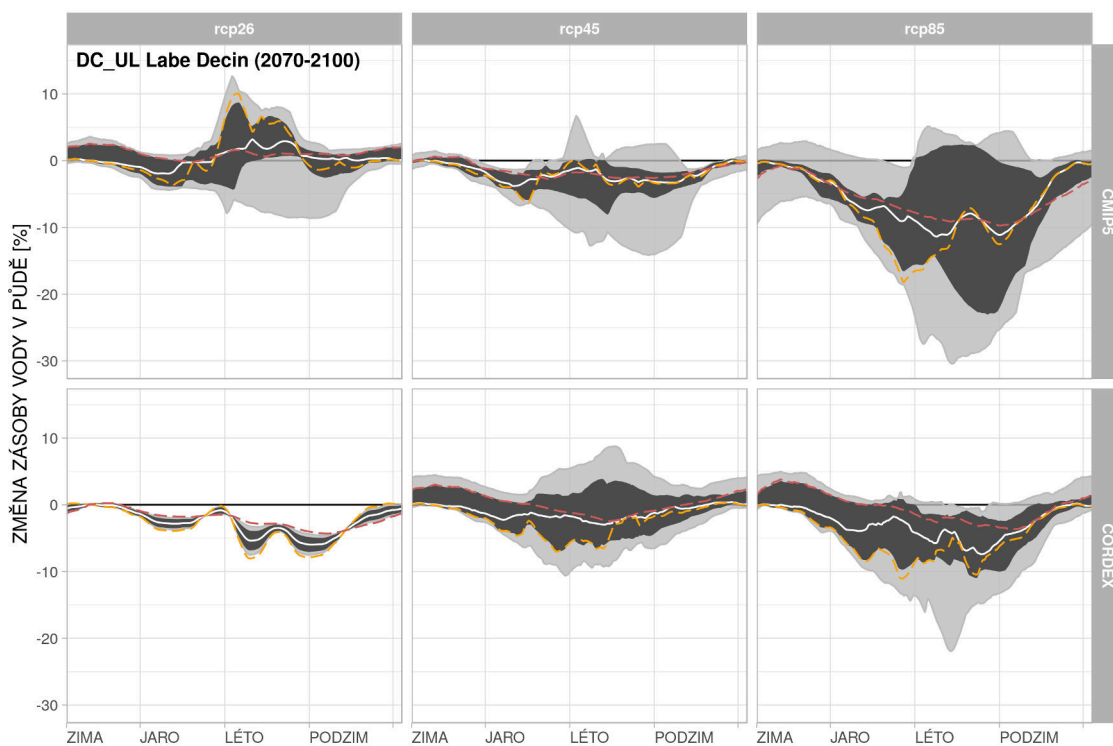 rcp26 rcp45 rcp85
DC_UL Labe Decin (2070-2100)
ZMĚNA ZÁSOBY VODY V PŮDĚ [%]
10
0
-10
-20
-30
CMIP5
10
0
-10
-20
-30
CORDEX
ZIMA JARO LÉTO PODZIM ZIMA JARO LÉTO PODZIM ZIMA JARO LÉTO PODZIM